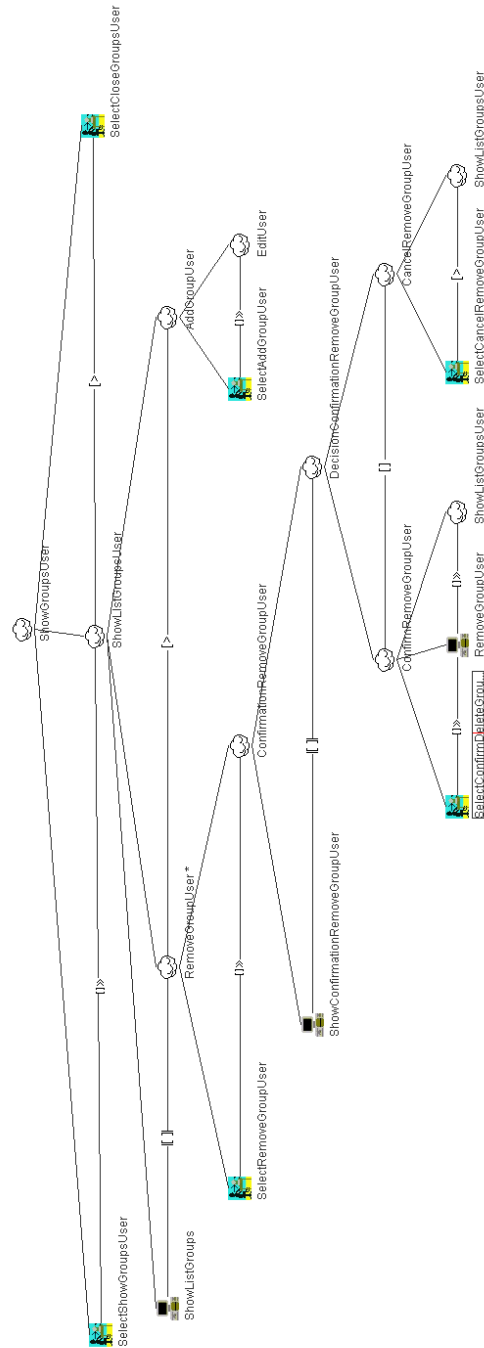 ShowGroupsUser
SelectShowGroupsUser
[]>>
ShowListGroupsUser
[>
SelectCloseGroupsUser
ShowListGroups
|[]|
RemoveGroupUser *
[>
AddGroupUser
SelectRemoveGroupUser
[]>>
ConfirmationRemoveGroupUser
SelectAddGroupUser
[]>>
EditUser
ShowConfirmationRemoveGroupUser
|[]|
DecisionConfirmationRemoveGroupUser
ConfirmRemoveGroupUser
[]
CancelRemoveGroupUser
SelectConfirmDeleteGrou...
[]>>
RemoveGroupUser
[]>>
ShowListGroupsUser
SelectCancelRemoveGroupUser
[>
ShowListGroupsUser